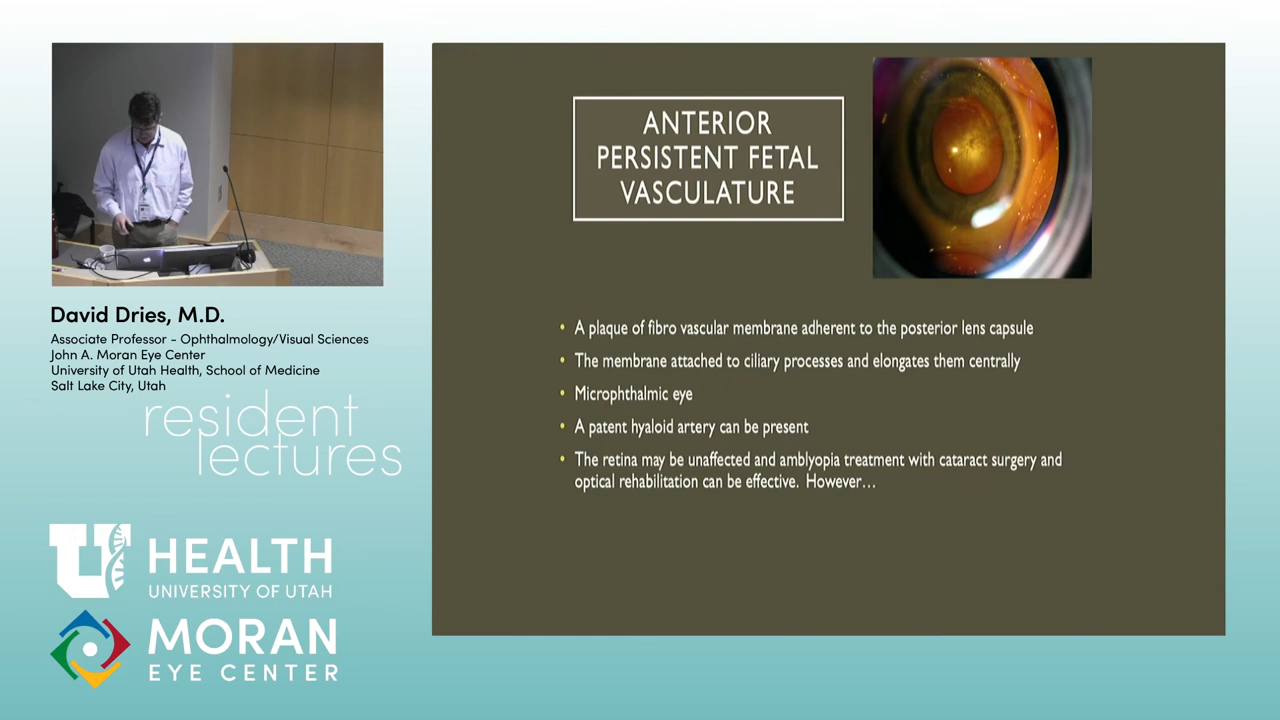 David Dries, M.D.
Associate Professor - Ophthalmology/Visual Sciences
John A. Moran Eye Center
University of Utah Health, School of Medicine
Salt Lake City, Utah
resident
lectures
U HEALTH
UNIVERSITY OF UTAH
MORAN
EYE CENTER
ANTERIOR
PERSISTENT FETAL
VASCULATURE
• A plaque of fibro vascular membrane adherent to the posterior lens capsule
• The membrane attached to ciliary processes and elongates them centrally
• Microphthalmic eye
• A patent hyaloid artery can be present
• The retina may be unaffected and amblyopia treatment with cataract surgery and
optical rehabilitation can be effective. However…